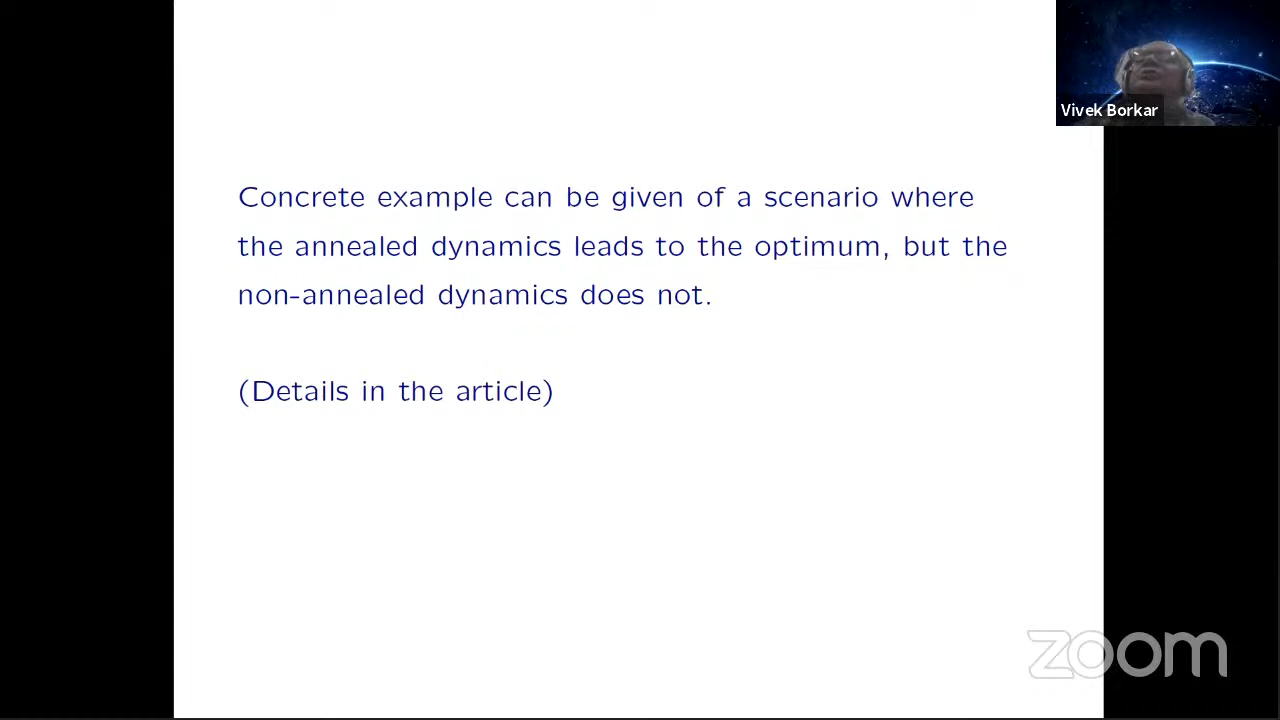 Vivek Borkar
Concrete example can be given of a scenario where
the annealed dynamics leads to the optimum, but the
non-annealed dynamics does not.
(Details in the article)
zoom